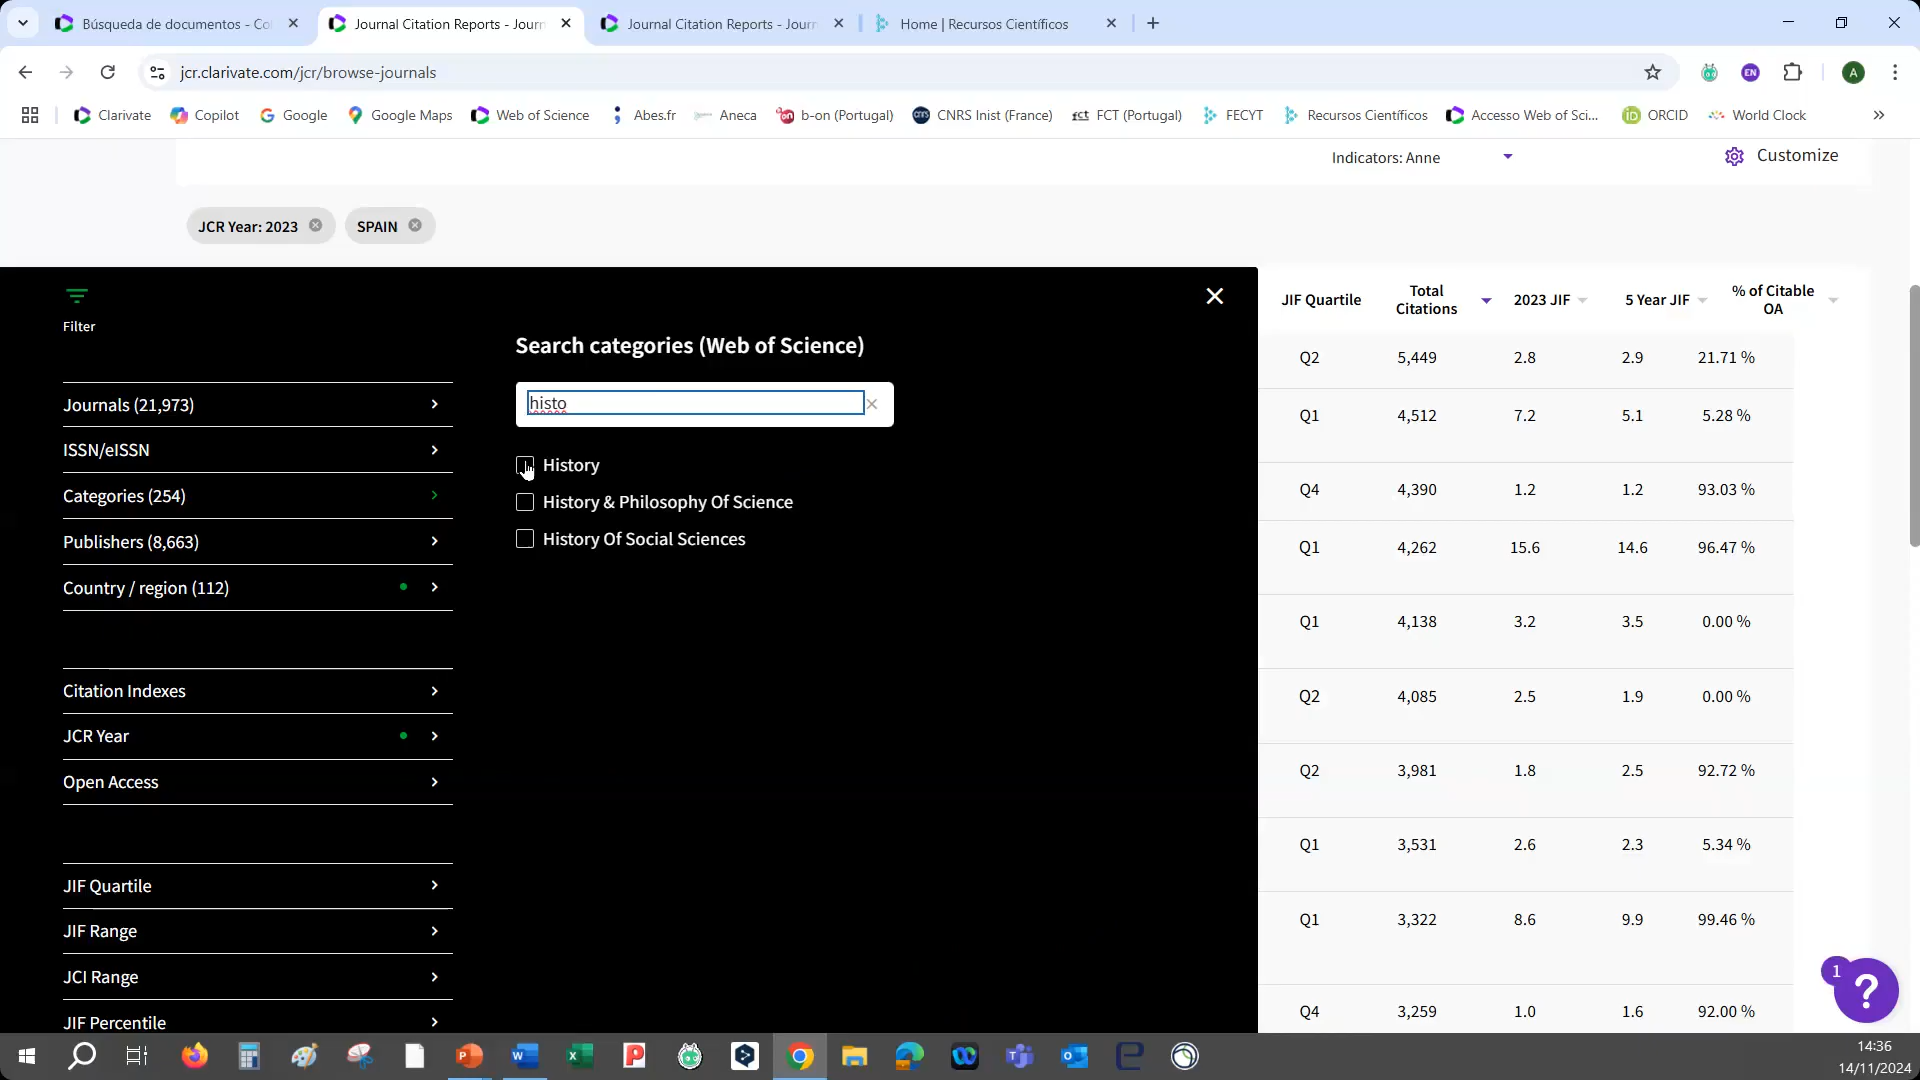 Búsqueda de documentos - Co
Journal Citation Reports - Journ
Journal Citation Reports - Journ
Home | Recursos Científicos
jcr.clarivate.com/jcr/browse-journals
EN
A
Clarivate
Copilot
Google
Google Maps
Web of Science
Abes.fr
Aneca
b-on (Portugal)
CNRS Inist (France)
fct FCT (Portugal)
FECYT
Recursos Científicos
Accesso Web of Sci...
ORCID
World Clock
Indicators: Anne
Customize
JCR Year: 2023
SPAIN
Filter
Search categories (Web of Science)
histo
History
History & Philosophy Of Science
History Of Social Sciences
Journals (21,973)
ISSN/eISSN
Categories (254)
Publishers (8,663)
Country / region (112)
Citation Indexes
JCR Year
Open Access
JIF Quartile
JIF Range
JCI Range
JIF Percentile
JIF Quartile Total Citations 2023 JIF 5 Year JIF % of Citable OA
Q2 5,449 2.8 2.9 21.71 %
Q1 4,512 7.2 5.1 5.28 %
Q4 4,390 1.2 1.2 93.03 %
Q1 4,262 15.6 14.6 96.47 %
Q1 4,138 3.2 3.5 0.00 %
Q2 4,085 2.5 1.9 0.00 %
Q2 3,981 1.8 2.5 92.72 %
Q1 3,531 2.6 2.3 5.34 %
Q1 3,322 8.6 9.9 99.46 %
Q4 3,259 1.0 1.6 92.00 %
1
?
14:36
14/11/2024